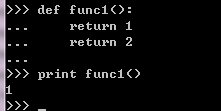 >>> def func1():
...     return 1
...     return 2
...
>>> print func1()
1
>>> _